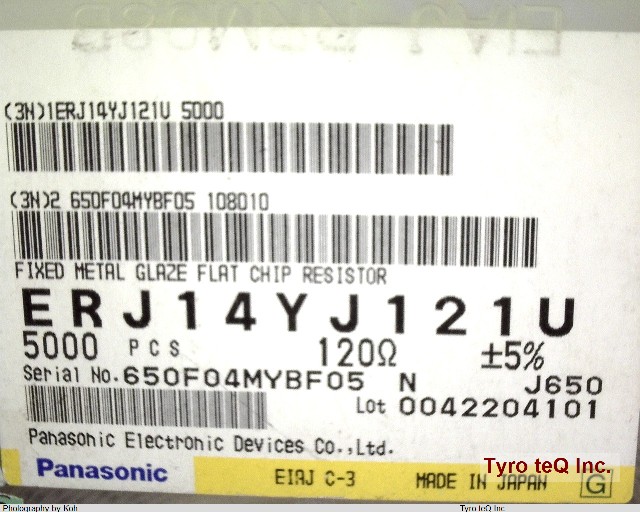 (3N)1ERJ14YJ121U 5000
(3N)2 650F04MYBF05 108010
FIXED METAL GLAZE FLAT CHIP RESISTOR
ERJ14YJ121U
5000 PCS 120Ω ±5%
Serial No.650F04MYBF05 N J650
Lot 0042204101
Panasonic Electronic Devices Co.,Ltd.
Panasonic EIAJ C-3 MADE IN JAPAN G
Tyro teQ Inc.
Photography by Koh Tyro teQ Inc